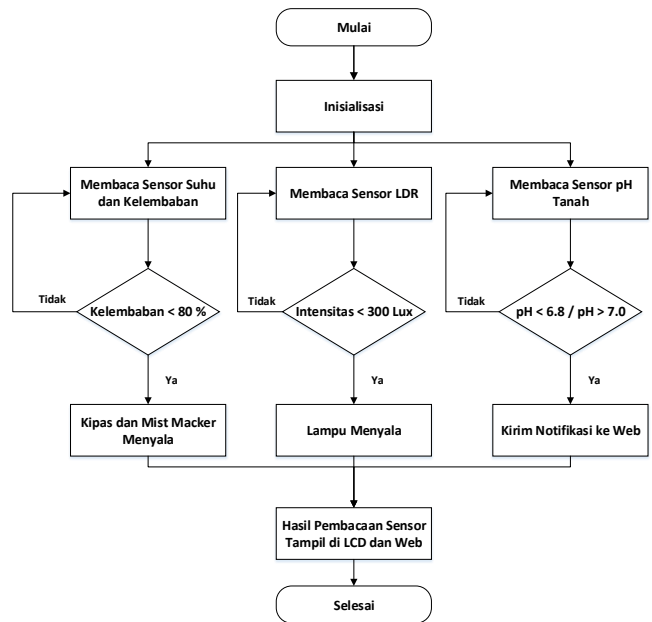 Mulai
Inisialisasi
Membaca Sensor Suhu
dan Kelembaban
Membaca Sensor LDR
Membaca Sensor pH
Tanah
Tidak
Kelembaban < 80 %
Tidak
Intensitas < 300 Lux
Tidak
pH < 6.8 / pH > 7.0
Ya
Ya
Ya
Kipas dan Mist Macker
Menyala
Lampu Menyala
Kirim Notifikasi ke Web
Hasil Pembacaan Sensor
Tampil di LCD dan Web
Selesai